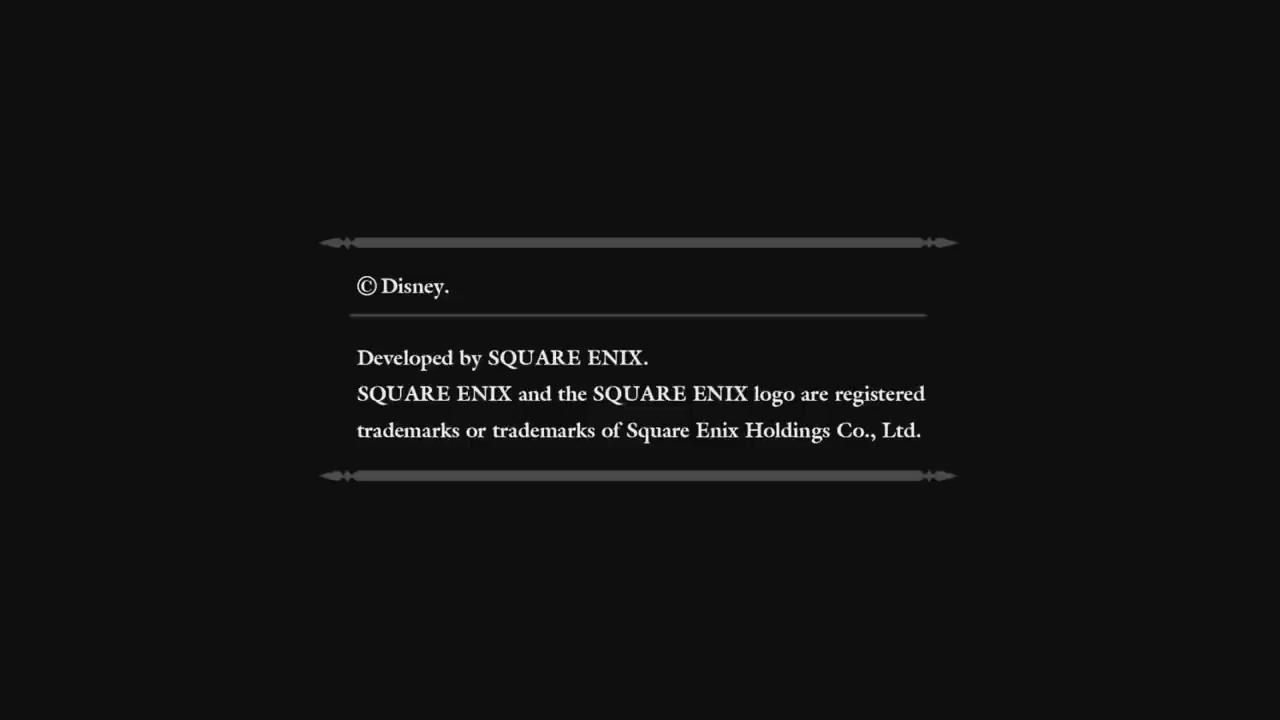 © Disney.
Developed by SQUARE ENIX.
SQUARE ENIX and the SQUARE ENIX logo are registered
trademarks or trademarks of Square Enix Holdings Co., Ltd.